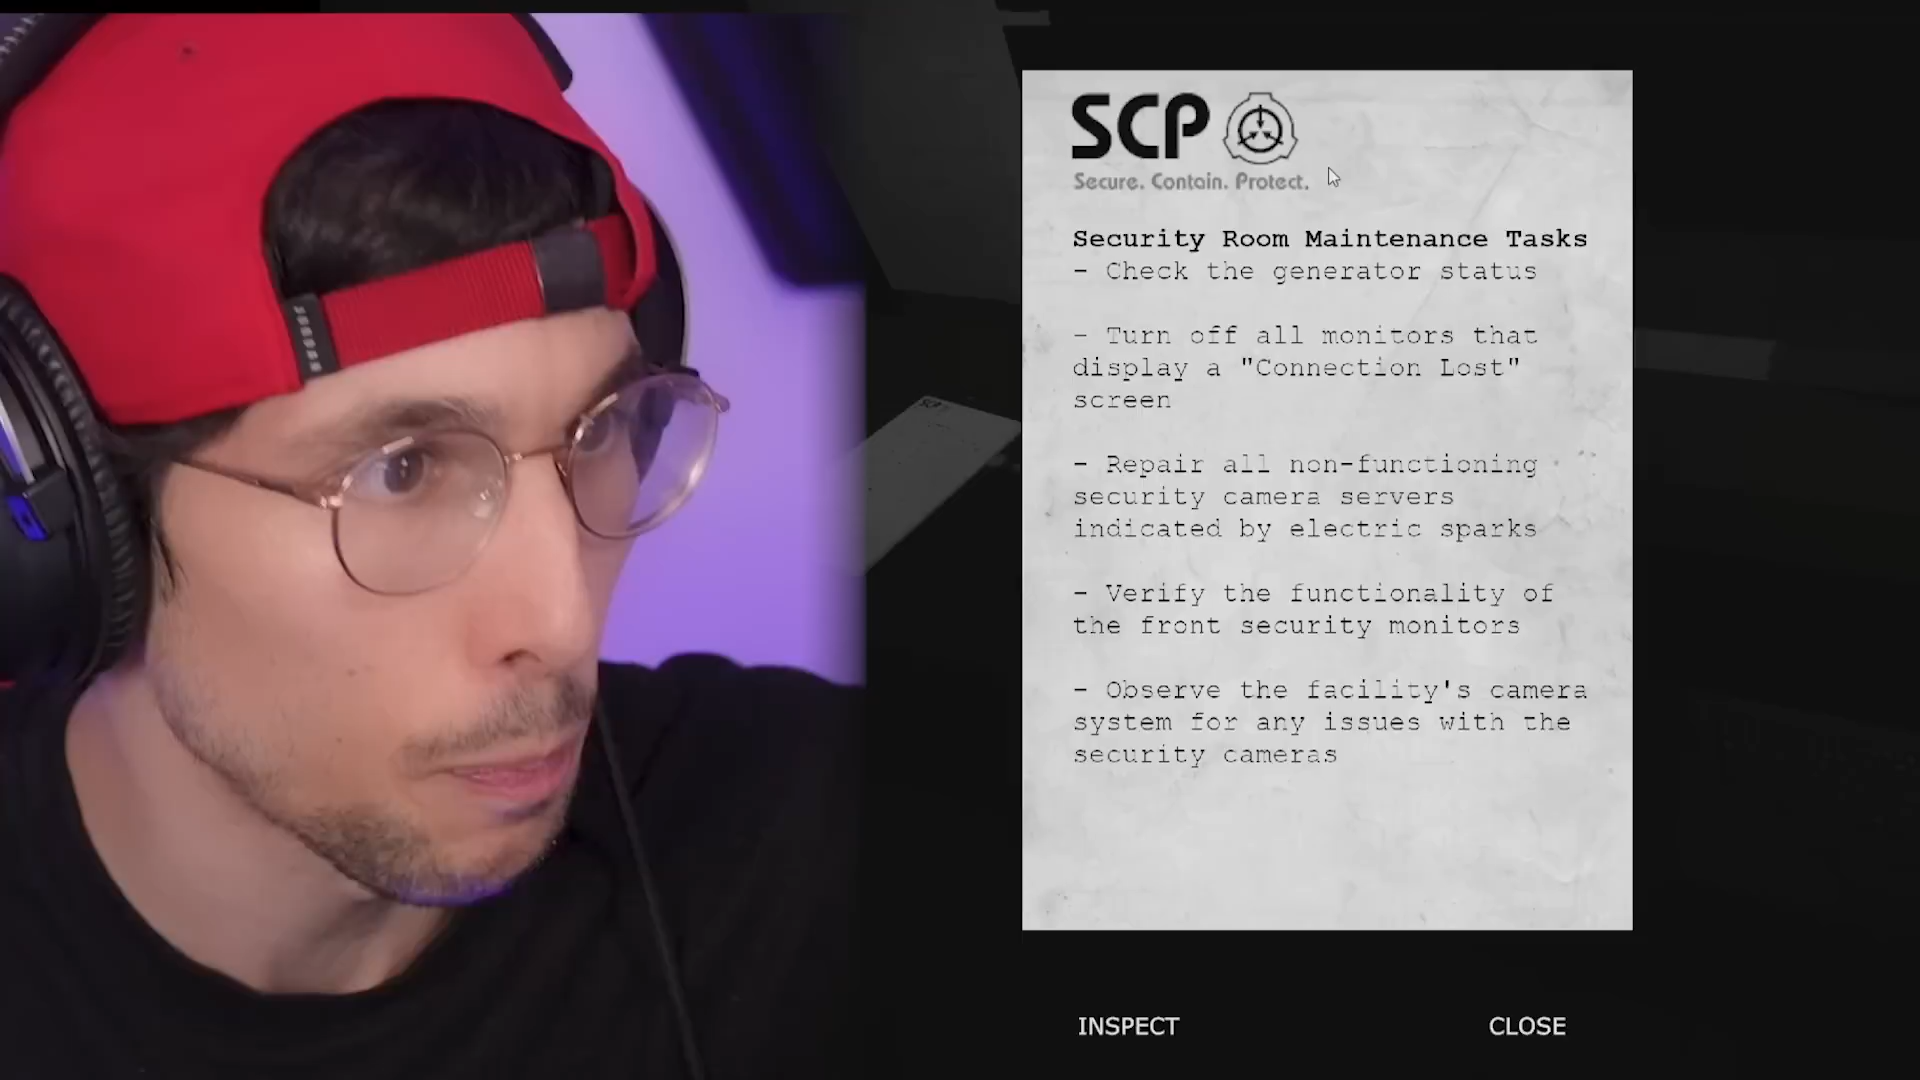 SCP
Secure. Contain. Protect.
Security Room Maintenance Tasks
- Check the generator status
- Turn off all monitors that
display a "Connection Lost"
screen
- Repair all non-functioning
security camera servers
indicated by electric sparks
- Verify the functionality of
the front security monitors
- Observe the facility's camera
system for any issues with the
security cameras
SCP
INSPECT
CLOSE